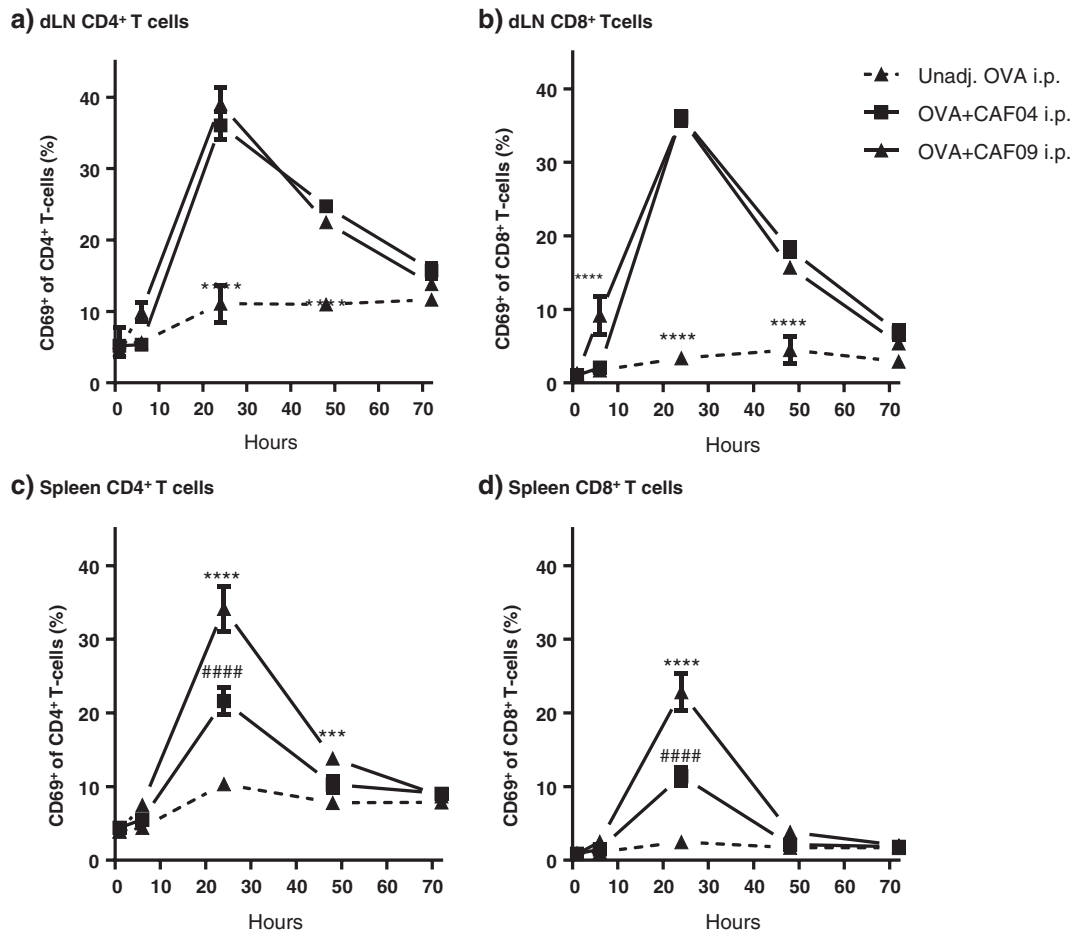 a) dLN CD4+ T cells
CD69+ of CD4+ T-cells (%)
40
30
20
10
0
****
****
0 10 20 30 40 50 60 70
Hours
b) dLN CD8+ Tcells
CD69+ of CD8+ T-cells (%)
40
30
20
10
0
****
****
****
0 10 20 30 40 50 60 70
Hours
Unadj. OVA i.p.
OVA+CAF04 i.p.
OVA+CAF09 i.p.
c) Spleen CD4+ T cells
CD69+ of CD4+ T-cells (%)
40
30
20
10
0
****
####
***
0 10 20 30 40 50 60 70
Hours
d) Spleen CD8+ T cells
CD69+ of CD8+ T-cells (%)
40
30
20
10
0
****
####
0 10 20 30 40 50 60 70
Hours